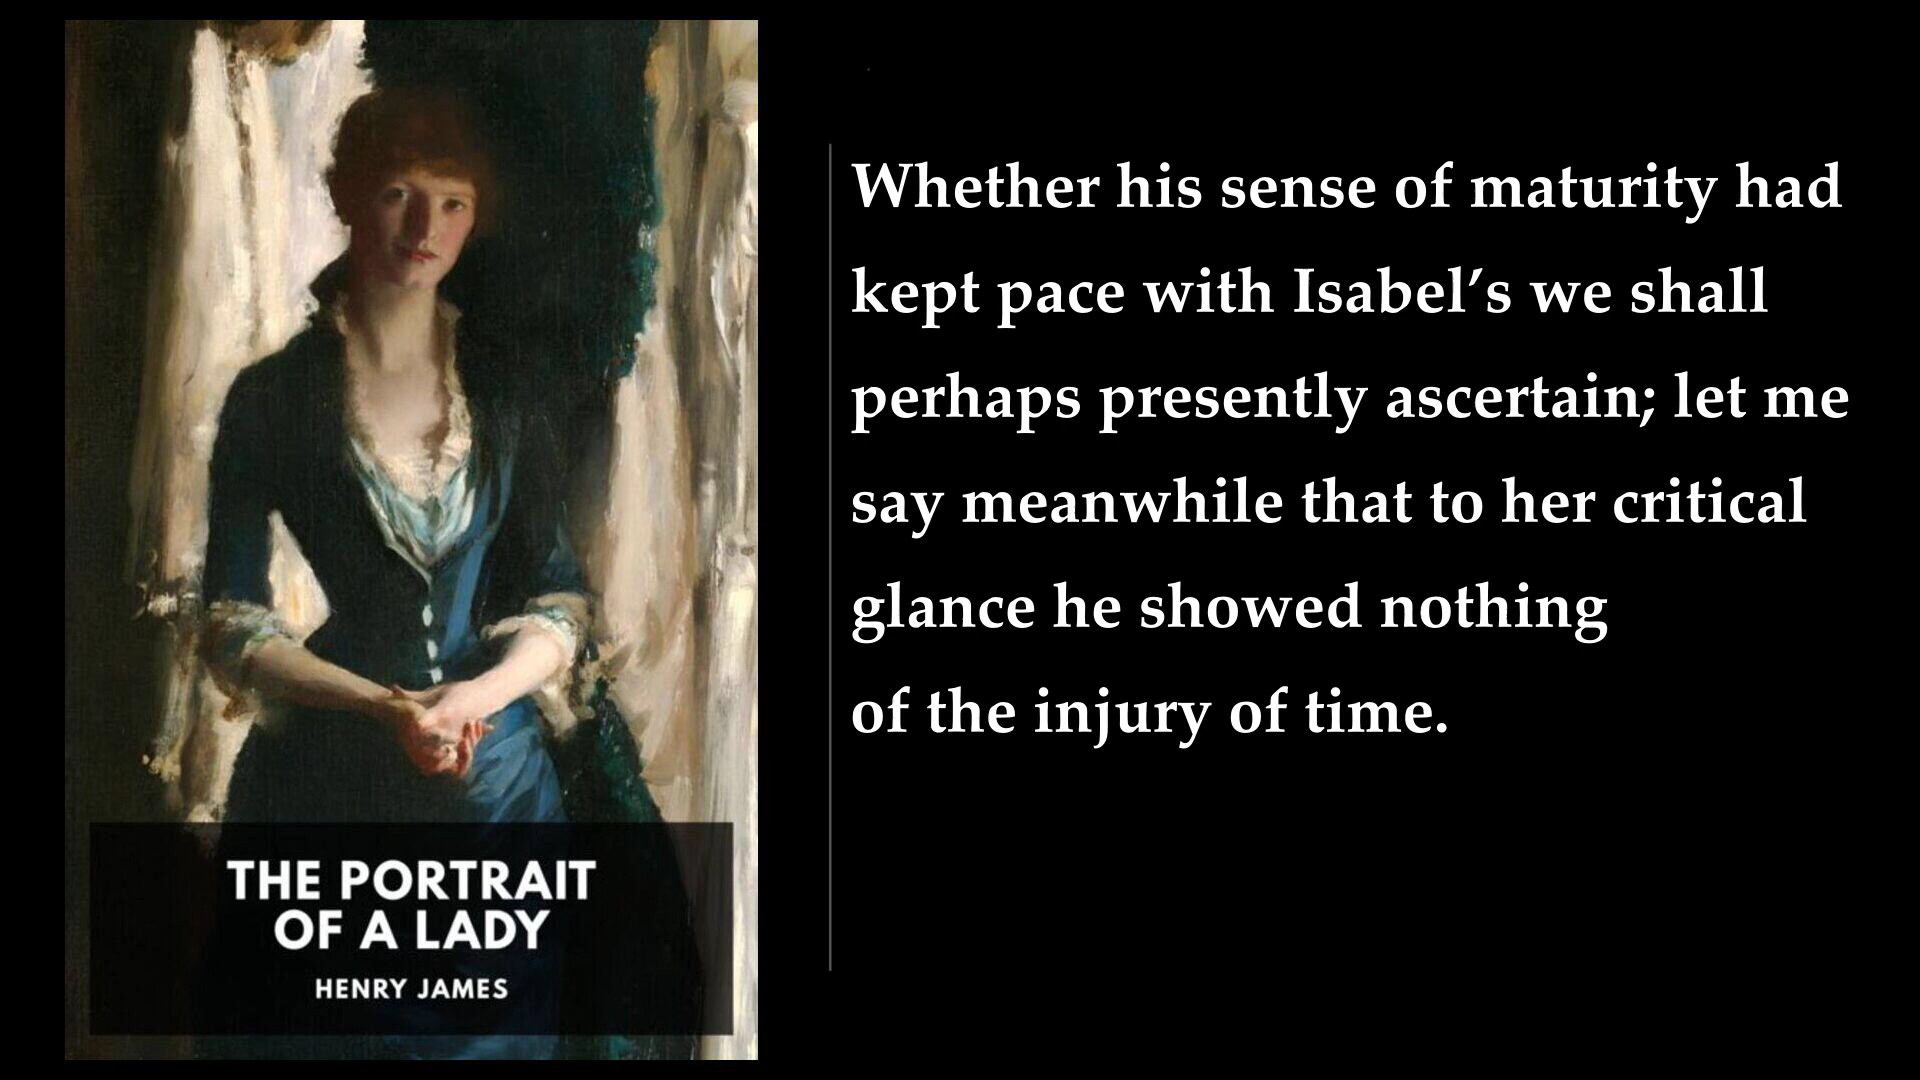 Whether his sense of maturity had
kept pace with Isabel’s we shall
perhaps presently ascertain; let me
say meanwhile that to her critical
glance he showed nothing
of the injury of time.
THE PORTRAIT
OF A LADY
HENRY JAMES